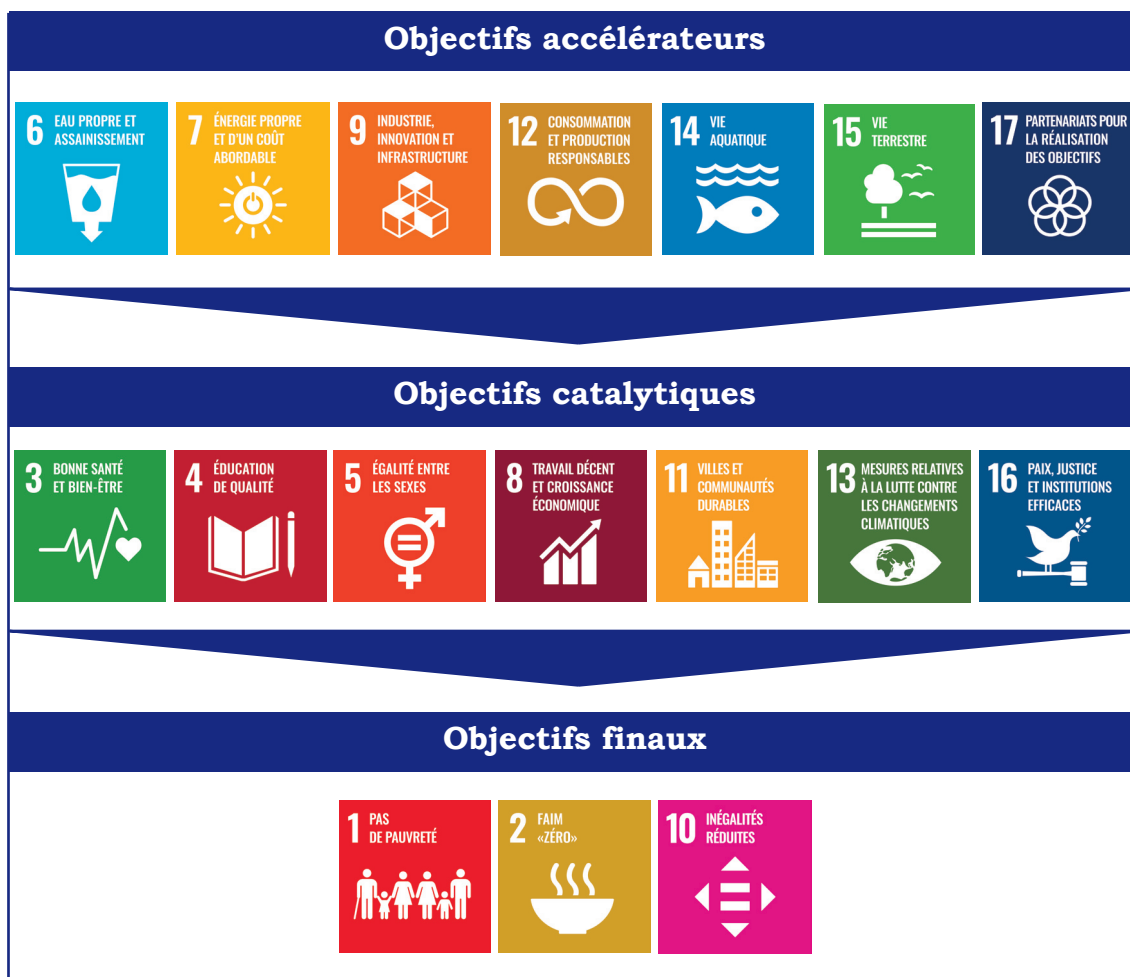 Objectifs accélérateurs
6 EAU PROPRE ET
ASSAINISSEMENT
7 ÉNERGIE PROPRE
ET D'UN COÛT
ABORDABLE
9 INDUSTRIE,
INNOVATION ET
INFRASTRUCTURE
12 CONSOMMATION
ET PRODUCTION
RESPONSABLES
14 VIE
AQUATIQUE
15 VIE
TERRESTRE
17 PARTENARIATS POUR
LA RÉALISATION
DES OBJECTIFS
Objectifs catalytiques
3 BONNE SANTÉ
ET BIEN-ÊTRE
4 ÉDUCATION
DE QUALITÉ
5 ÉGALITÉ ENTRE
LES SEXES
8 TRAVAIL DÉCENT
ET CROISSANCE
ÉCONOMIQUE
11 VILLES ET
COMMUNAUTÉS
DURABLES
13 MESURES RELATIVES
À LA LUTTE CONTRE
LES CHANGEMENTS
CLIMATIQUES
16 PAIX, JUSTICE
ET INSTITUTIONS
EFFICACES
Objectifs finaux
1 PAS
DE PAUVRETÉ
2 FAIM
«ZÉRO»
10 INÉGALITÉS
RÉDUITES